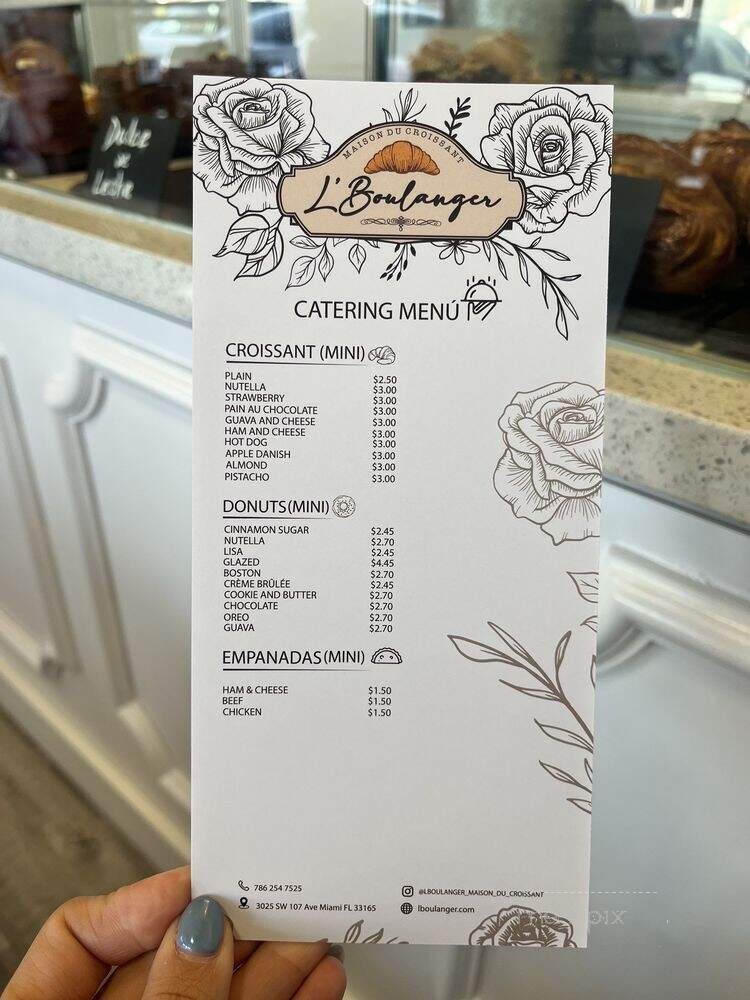 Dulce
de
Leche
MAISON DU CROISSANT
L'Boulanger
CATERING MENÚ
CROISSANT (MINI)
PLAIN $2.50
NUTELLA $3.00
STRAWBERRY $3.00
PAIN AU CHOCOLATE $3.00
GUAVA AND CHEESE $3.00
HAM AND CHEESE $3.00
HOT DOG $3.00
APPLE DANISH $3.00
ALMOND $3.00
PISTACHO $3.00
DONUTS (MINI)
CINNAMON SUGAR $2.45
NUTELLA $2.70
LISA $2.45
GLAZED $4.45
BOSTON $2.70
CRÈME BRÛLÉE $2.45
COOKIE AND BUTTER $2.70
CHOCOLATE $2.70
OREO $2.70
GUAVA $2.70
EMPANADAS (MINI)
HAM & CHEESE $1.50
BEEF $1.50
CHICKEN $1.50
786 254 7525
@LBOULANGER_MAISON_DU_CROISSANT
3025 SW 107 Ave Miami FL 33165
lboulanger.com